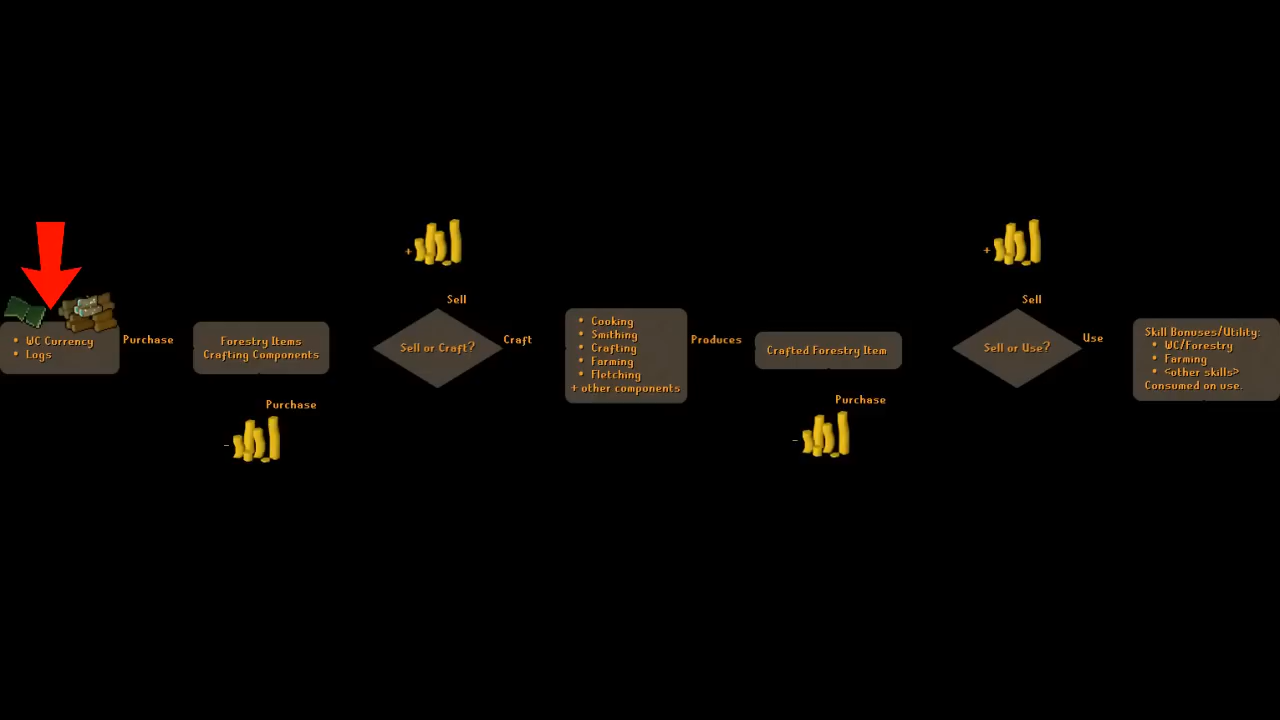 • WC Currency
• Logs
Purchase
Forestry Items
Crafting Components
Purchase
-
+
Sell
Sell or Craft?
Craft
• Cooking
• Smithing
• Crafting
• Farming
• Fletching
+ other components
Produces
Crafted Forestry Item
Purchase
-
+
Sell
Sell or Use?
Use
Skill Bonuses/Utility:
• WC/Forestry
• Farming
• <other skills>
Consumed on use.